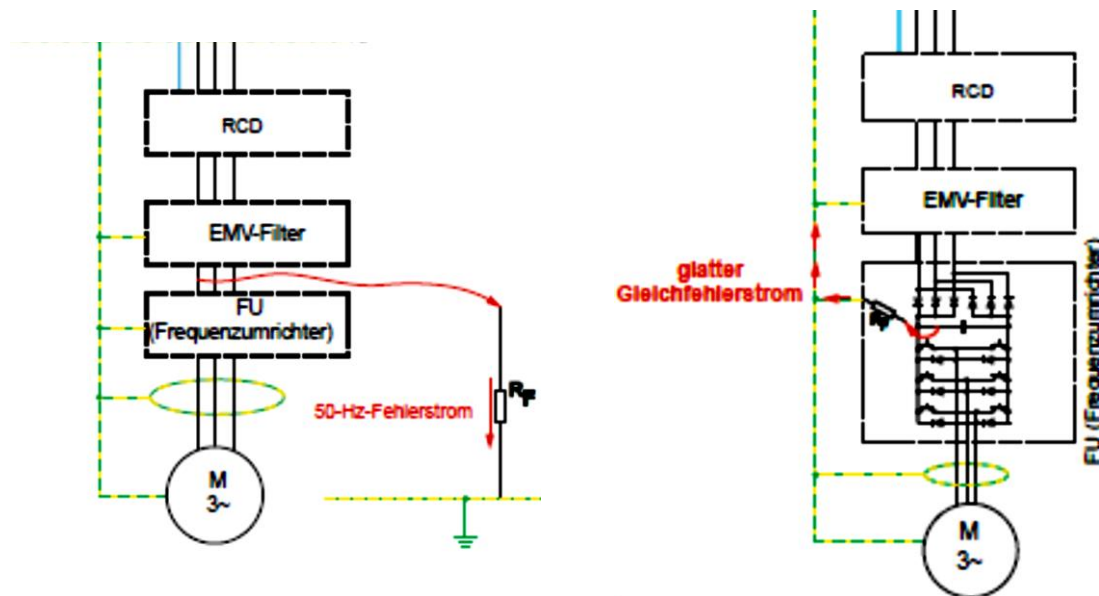 RCD
EMV-Filter
FU
(Frequenzumrichter)
50-Hz-Fehlerstrom
RF
M
3~
RCD
EMV-Filter
glatter
Gleichfehlerstrom
RF
FU (Frequenzumrichter)
M
3~